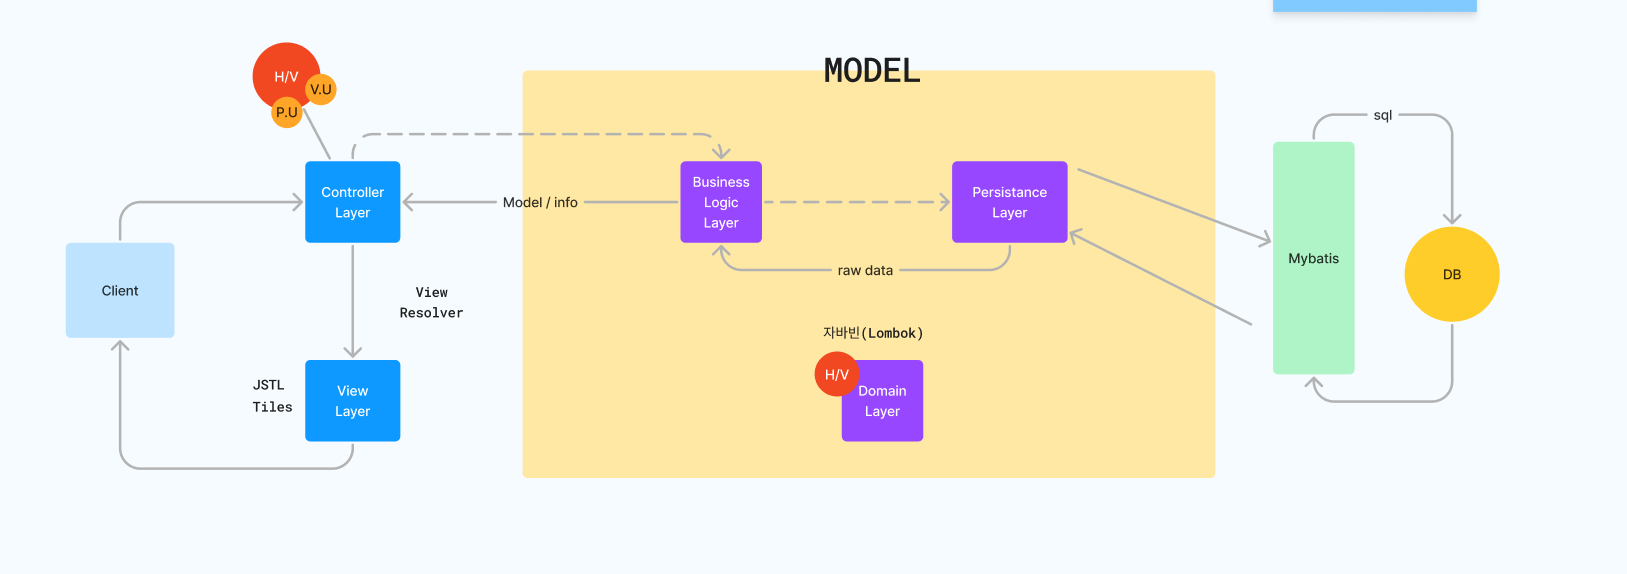 MODEL
H/V
V.U
P.U
sql
Controller
Layer
Business
Logic
Layer
Persistance
Layer
Model / info
Mybatis
DB
raw data
Client
View
Resolver
자바빈(Lombok)
H/V
Domain
Layer
JSTL
Tiles
View
Layer